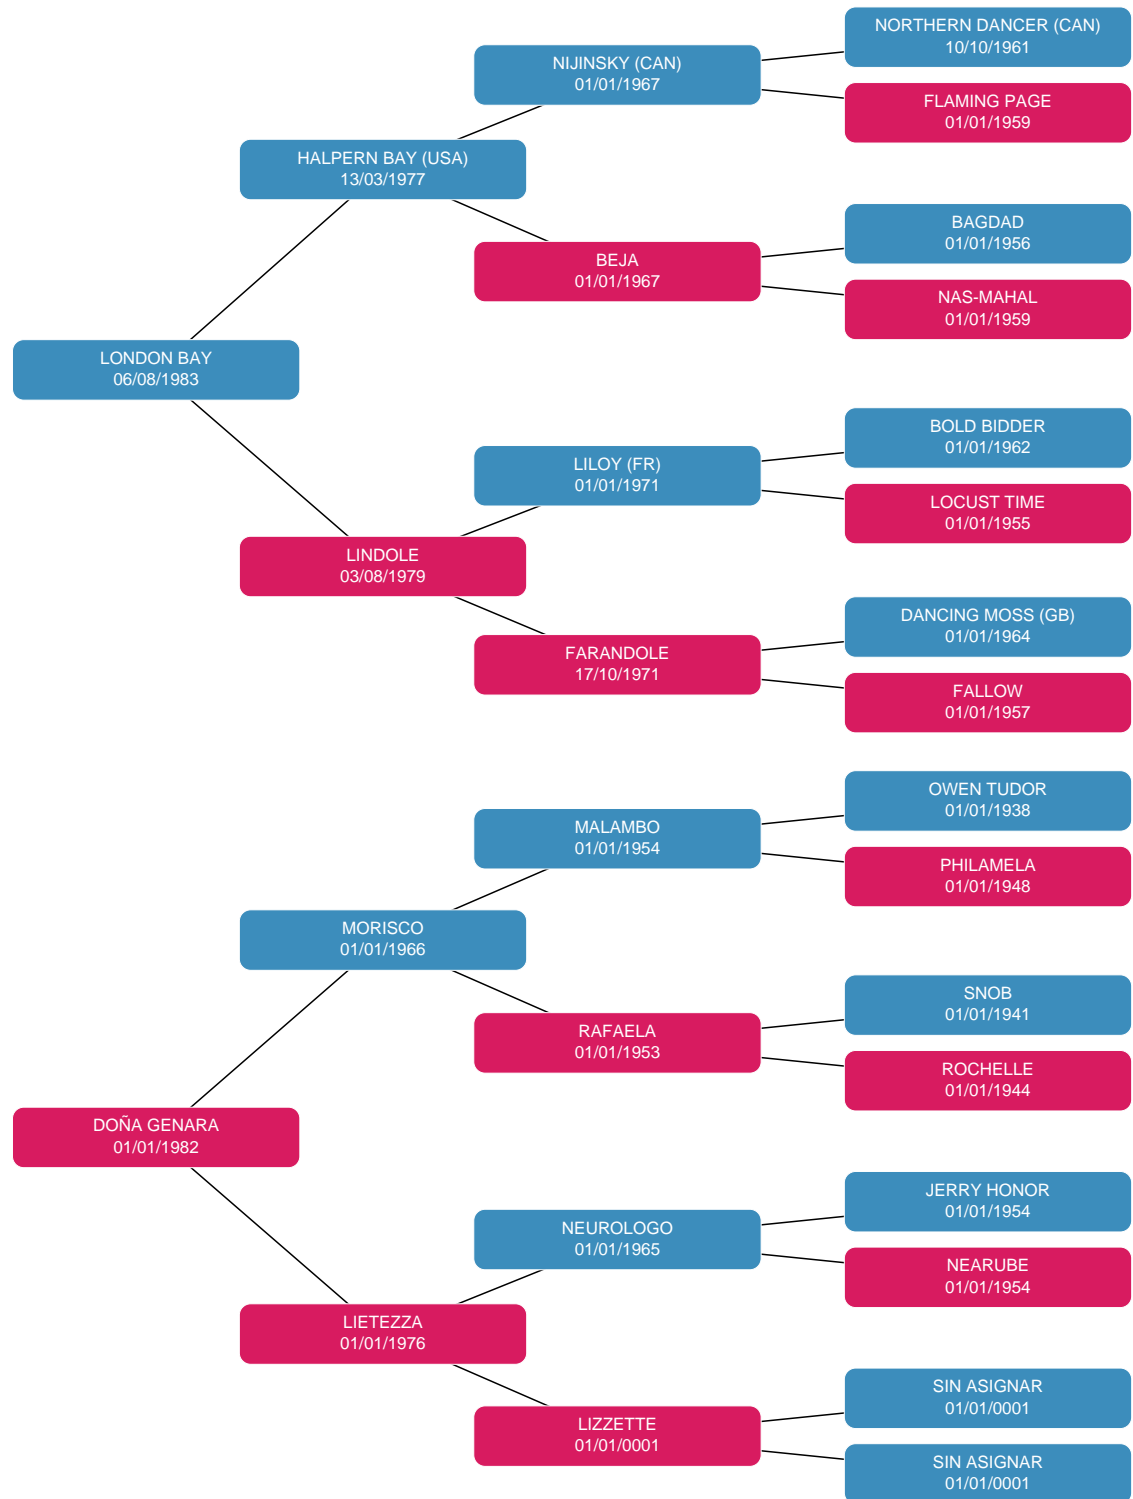 NORTHERN DANCER (CAN)
10/10/1961
NIJINSKY (CAN)
01/01/1967
FLAMING PAGE
01/01/1959
HALPERN BAY (USA)
13/03/1977
BAGDAD
01/01/1956
BEJA
01/01/1967
NAS-MAHAL
01/01/1959
LONDON BAY
06/08/1983
BOLD BIDDER
01/01/1962
LILOY (FR)
01/01/1971
LOCUST TIME
01/01/1955
LINDOLE
03/08/1979
DANCING MOSS (GB)
01/01/1964
FARANDOLE
17/10/1971
FALLOW
01/01/1957
OWEN TUDOR
01/01/1938
MALAMBO
01/01/1954
PHILAMELA
01/01/1948
MORISCO
01/01/1966
SNOB
01/01/1941
RAFAELA
01/01/1953
ROCHELLE
01/01/1944
DOÑA GENARA
01/01/1982
JERRY HONOR
01/01/1954
NEUROLOGO
01/01/1965
NEARUBE
01/01/1954
LIETEZZA
01/01/1976
SIN ASIGNAR
01/01/0001
LIZZETTE
01/01/0001
SIN ASIGNAR
01/01/0001